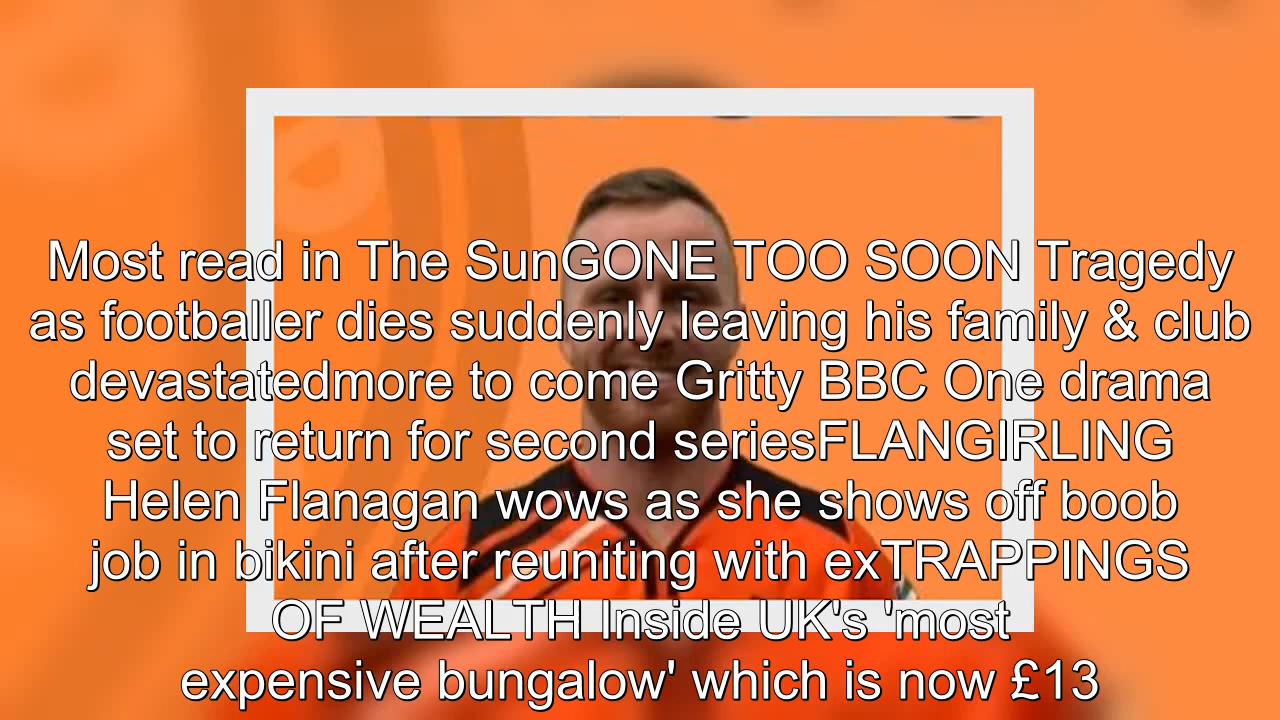 Most read in The SunGONE TOO SOON Tragedy
as footballer dies suddenly leaving his family & club
devastatedmore to come Gritty BBC One drama
set to return for second seriesFLANGIRLING
Helen Flanagan wows as she shows off boob
job in bikini after reuniting with exTRAPPINGS
OF WEALTH Inside UK's 'most
expensive bungalow' which is now £13